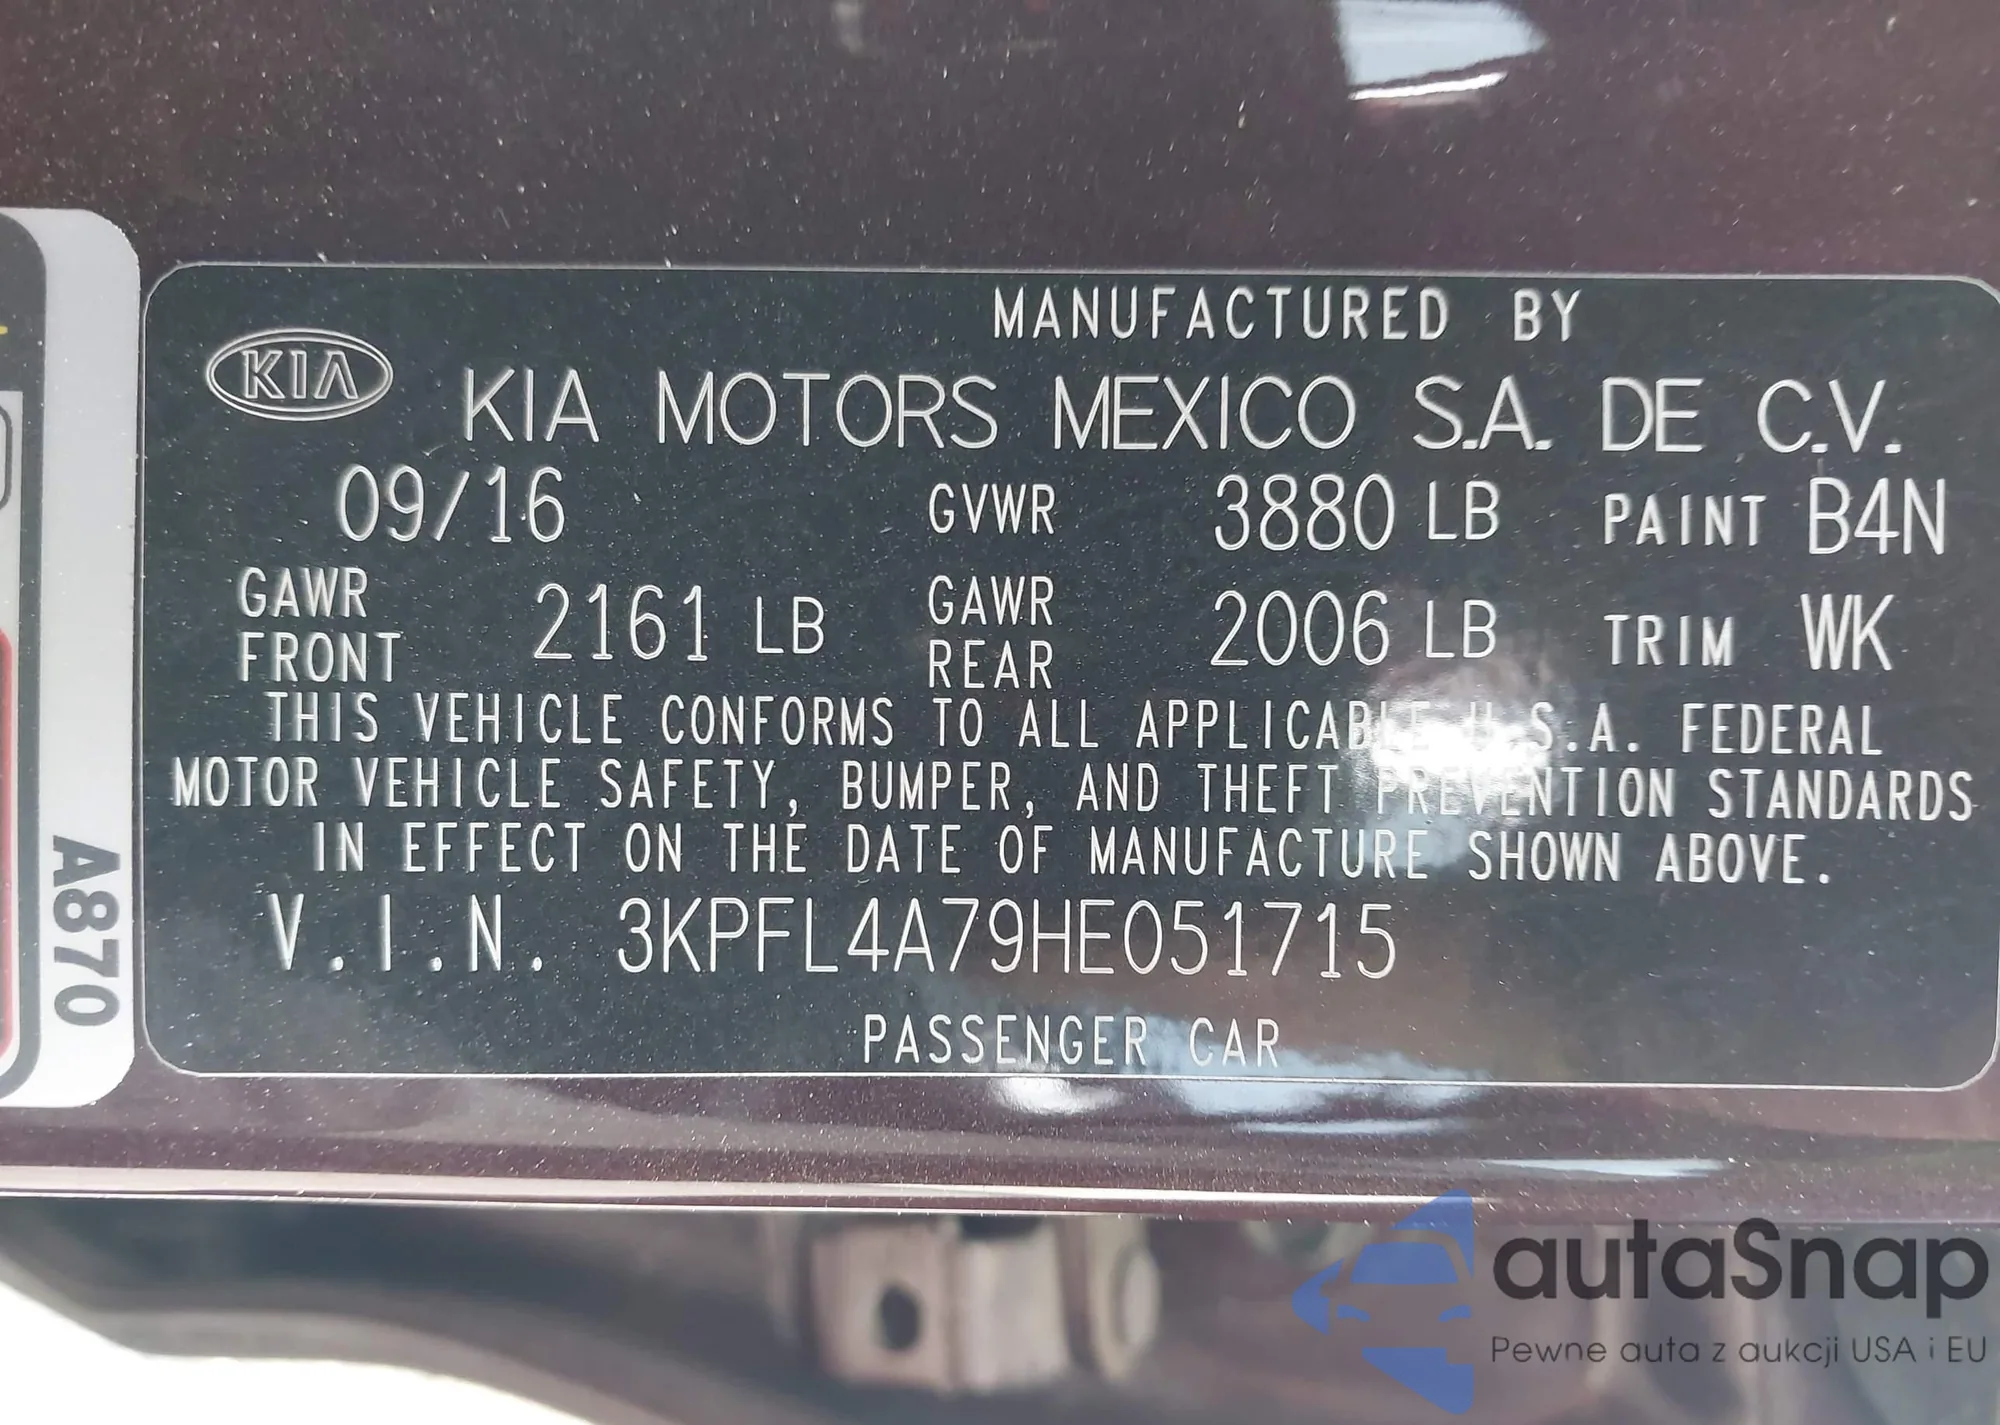 MANUFACTURED BY
KIA KIA MOTORS MEXICO S.A. DE C.V.
09/16 GVWR 3880 LB PAINT B4N
GAWR FRONT 2161 LB GAWR REAR 2006 LB TRIM WK
THIS VEHICLE CONFORMS TO ALL APPLICABLE U.S.A. FEDERAL
MOTOR VEHICLE SAFETY, BUMPER, AND THEFT PREVENTION STANDARDS
IN EFFECT ON THE DATE OF MANUFACTURE SHOWN ABOVE.
V.I.N. 3KPFL4A79HE051715
PASSENGER CAR
A870
autaSnap
Pewne auta z aukcji USA i EU